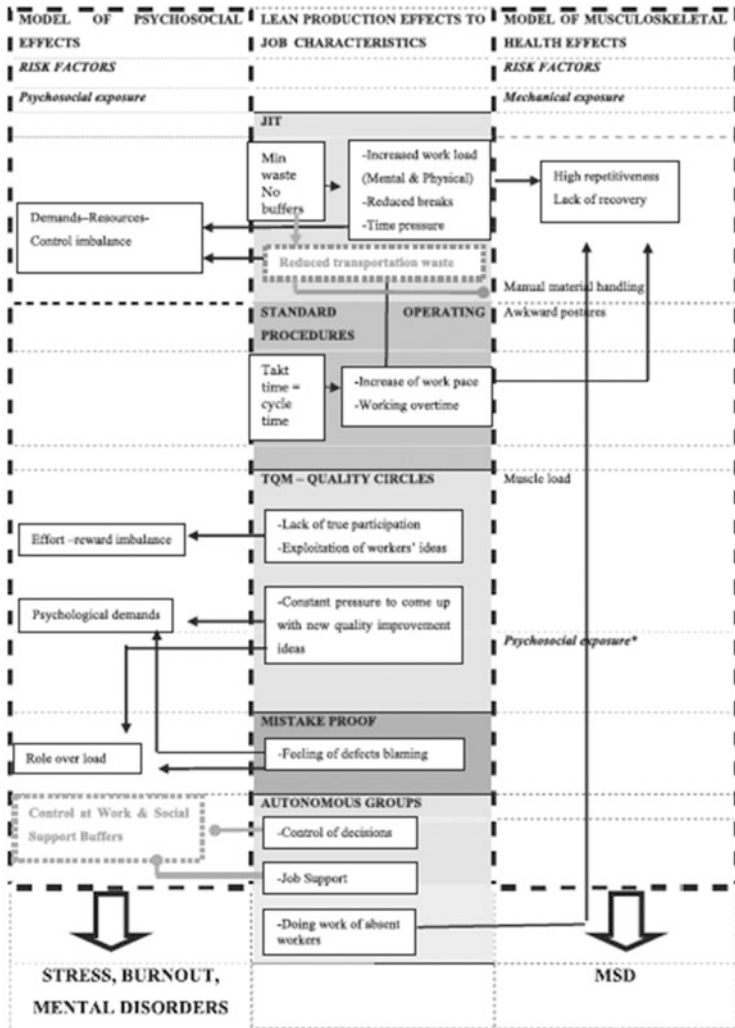 MODEL OF PSYCHOSOCIAL
EFFECTS
RISK FACTORS
Psychosocial exposure
LEAN PRODUCTION EFFECTS TO
JOB CHARACTERISTICS
MODEL OF MUSCULOSKELETAL
HEALTH EFFECTS
RISK FACTORS
Mechanical exposure
JIT
Min
waste
No
buffers
-Increased work load
(Mental & Physical)
-Reduced breaks
-Time pressure
High repetitiveness
Lack of recovery
Demands–Resources-
Control imbalance
Reduced transportation waste
Manual material handling
STANDARD OPERATING
PROCEDURES
Awkward postures
Takt
time =
cycle
time
-Increase of work pace
-Working overtime
TQM – QUALITY CIRCLES
Muscle load
-Lack of true participation
-Exploitation of workers' ideas
Effort –reward imbalance
Psychological demands
-Constant pressure to come up
with new quality improvement
ideas
Psychosocial exposure*
MISTAKE PROOF
-Feeling of defects blaming
Role over load
AUTONOMOUS GROUPS
Control at Work & Social
Support Buffers
-Control of decisions
-Job Support
-Doing work of absent
workers
STRESS, BURNOUT,
MENTAL DISORDERS
MSD